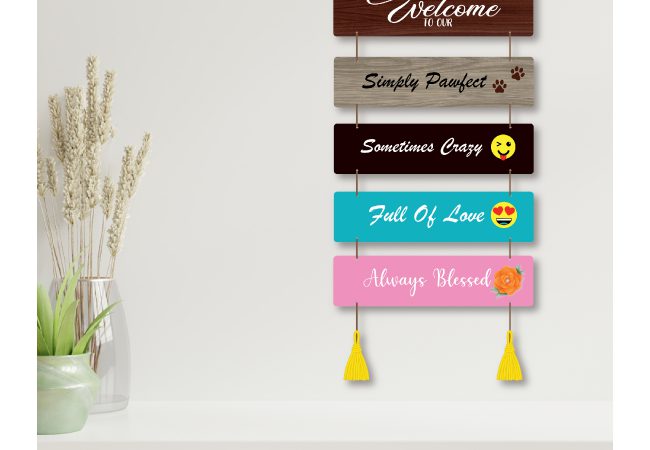 Welcome
TO OUR
Simply Pawfect
Sometimes Crazy
Full Of Love
Always Blessed